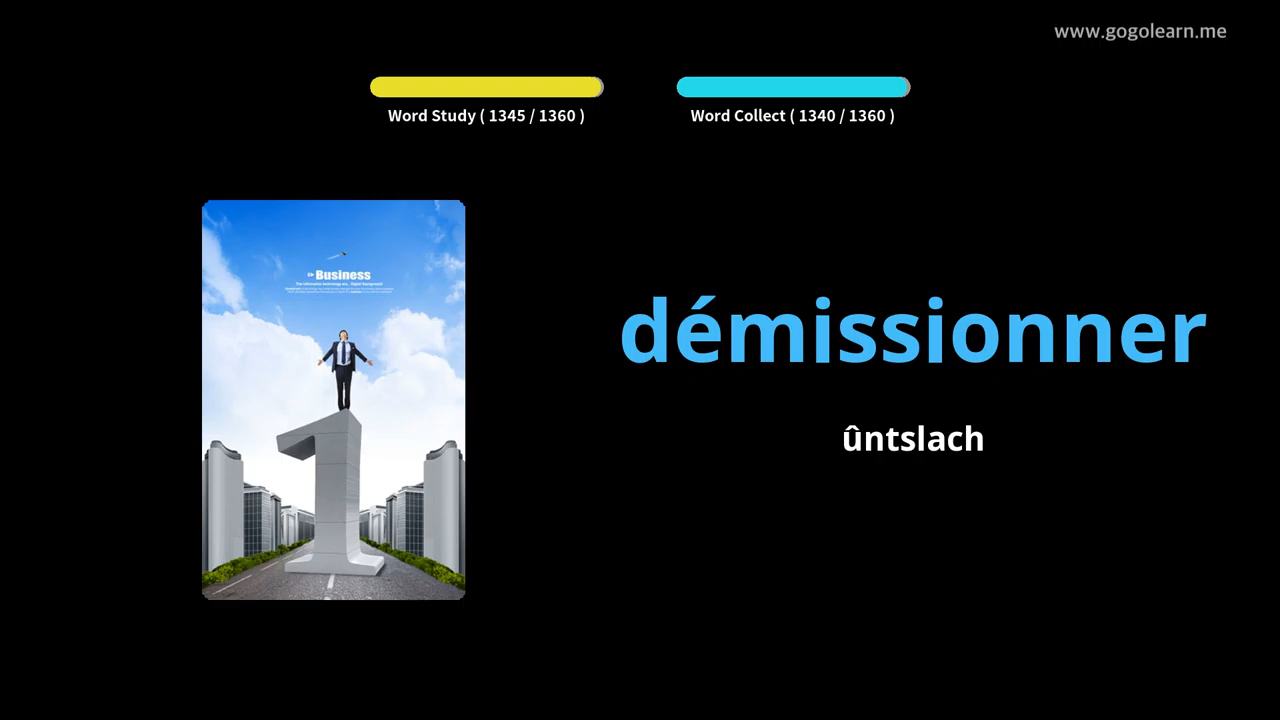 www.gogolearn.me
Word Study ( 1345 / 1360 )
Word Collect ( 1340 / 1360 )
Business
démissionner
ûntslach